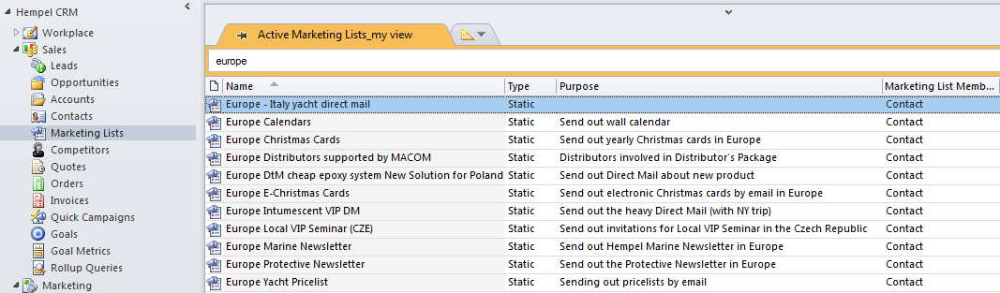 Hempel CRM
Workplace
Sales
Leads
Opportunities
Accounts
Contacts
Marketing Lists
Competitors
Quotes
Orders
Invoices
Quick Campaigns
Goals
Goal Metrics
Rollup Queries
Marketing
Active Marketing Lists_my view
europe
Name Type Purpose Marketing List Memb...
Europe - Italy yacht direct mail Static Contact
Europe Calendars Static Send out wall calendar Contact
Europe Christmas Cards Static Send out yearly Christmas cards in Europe Contact
Europe Distributors supported by MACOM Static Distributors involved in Distributor's Package Contact
Europe DtM cheap epoxy system New Solution for Poland Static Send out Direct Mail about new product Contact
Europe E-Christmas Cards Static Send out electronic Christmas cards by email in Europe Contact
Europe Intumescent VIP DM Static Send out the heavy Direct Mail (with NY trip) Contact
Europe Local VIP Seminar (CZE) Static Send out invitations for Local VIP Seminar in the Czech Republic Contact
Europe Marine Newsletter Static Send out Hempel Marine Newsletter in Europe Contact
Europe Protective Newsletter Static Send out the Protective Newsletter in Europe Contact
Europe Yacht Pricelist Static Sending out pricelists by email Contact